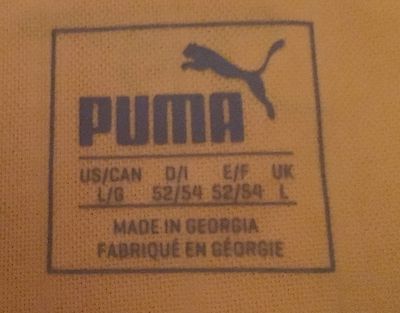 PUMA
US/CAN D/I E/F UK
L/G 52/54 52/54 L
MADE IN GEORGIA
FABRIQUÉ EN GÉORGIE